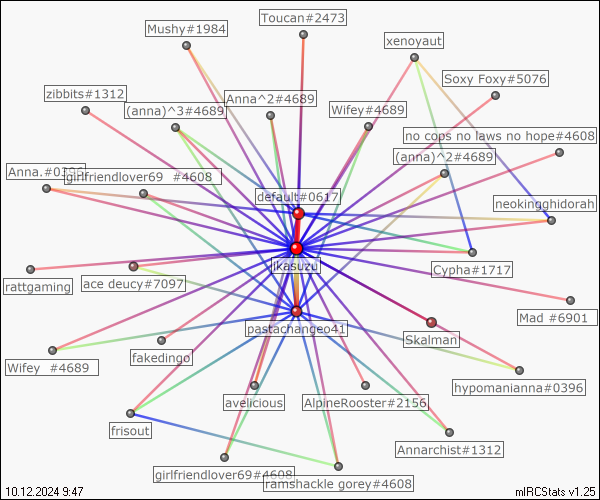 Toucan#2473
Mushy#1984
xenoyaut
Soxy Foxy#5076
zibbits#1312
Anna^2#4689
(anna)^3#4689
Wifey#4689
no cops no laws no hope#4608
(anna)^2#4689
Anna.#0396
girlfriendlover69 #4608
default#0617
neokingghidorah
ikasuzu
Cypha#1717
rattgaming
ace deucy#7097
Mad #6901
pastachangeo41
Skalman
fakedingo
Wifey #4689
hypomanianna#0396
avelicious
AlpineRooster#2156
frisout
Annarchist#1312
girlfriendlover69#4608
ramshackle gorey#4608
10.12.2024 9:47
mIRCStats v1.25